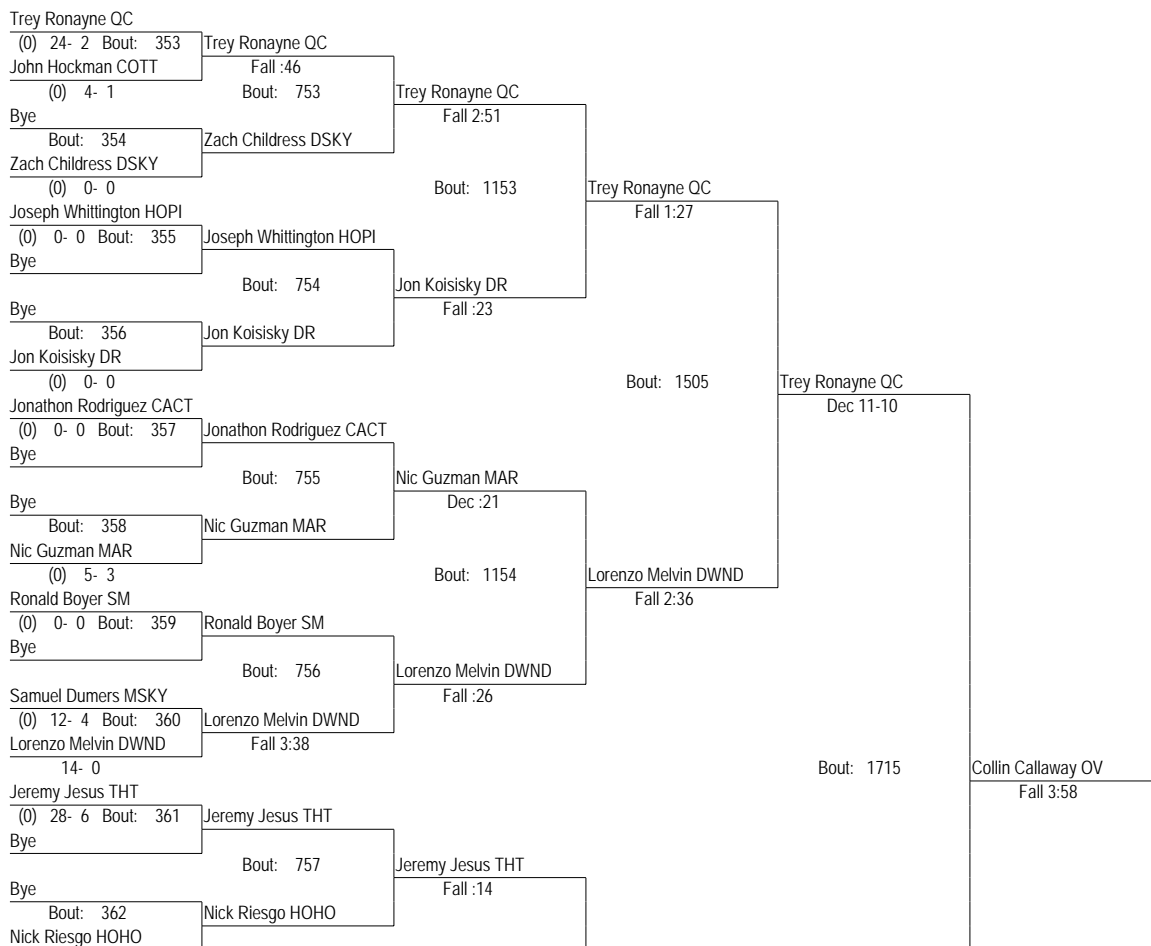 Trey Ronayne QC
(0) 24- 2 Bout: 353 Trey Ronayne QC
John Hockman COTT Fall :46
(0) 4- 1 Bout: 753 Trey Ronayne QC
Bye Fall 2:51
Bout: 354 Zach Childress DSKY
Zach Childress DSKY
(0) 0- 0 Bout: 1153 Trey Ronayne QC
Joseph Whittington HOPI Fall 1:27
(0) 0- 0 Bout: 355 Joseph Whittington HOPI
Bye
Bout: 754 Jon Koisisky DR
Bye Fall :23
Bout: 356 Jon Koisisky DR
Jon Koisisky DR
(0) 0- 0 Bout: 1505 Trey Ronayne QC
Jonathon Rodriguez CACT Dec 11-10
(0) 0- 0 Bout: 357 Jonathon Rodriguez CACT
Bye
Bout: 755 Nic Guzman MAR
Bye Dec :21
Bout: 358 Nic Guzman MAR
Nic Guzman MAR
(0) 5- 3 Bout: 1154 Lorenzo Melvin DWND
Ronald Boyer SM Fall 2:36
(0) 0- 0 Bout: 359 Ronald Boyer SM
Bye
Bout: 756 Lorenzo Melvin DWND
Samuel Dumers MSKY Fall :26
(0) 12- 4 Bout: 360 Lorenzo Melvin DWND
Lorenzo Melvin DWND Fall 3:38
14- 0 Bout: 1715 Collin Callaway OV
Jeremy Jesus THT Fall 3:58
(0) 28- 6 Bout: 361 Jeremy Jesus THT
Bye
Bout: 757 Jeremy Jesus THT
Bye Fall :14
Bout: 362 Nick Riesgo HOHO
Nick Riesgo HOHO